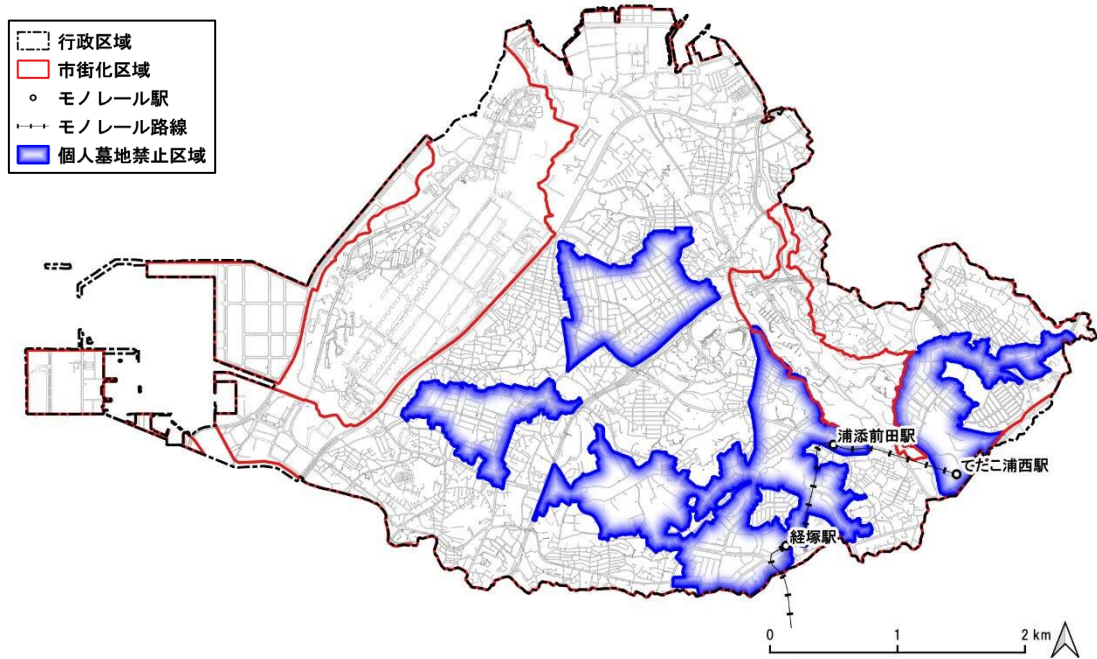 行政区域
市街化区域
モノレール駅
モノレール路線
個人墓地禁止区域
浦添前田駅
てだこ浦西駅
経塚駅
0 1 2 km